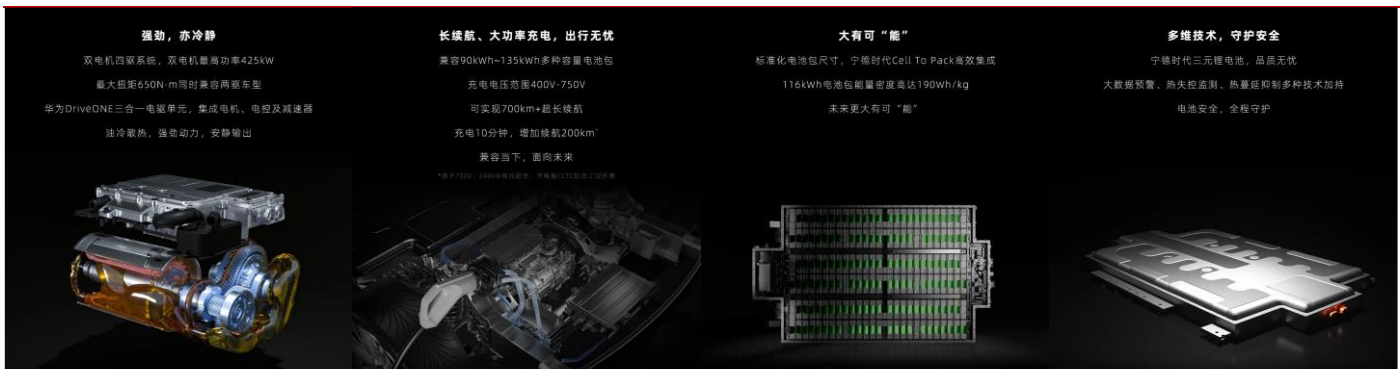 强劲，亦冷静
双电机四驱系统，双电机最高功率425kW
最大扭矩650N·m同时兼容两驱车型
华为DriveONE三合一电驱单元，集成电机、电控及减速器
油冷散热，强劲动力，安静输出
长续航、大功率充电，出行无忧
兼容90kWh~135kWh多种容量电池包
充电电压范围400V-750V
可实现700km+超长续航
充电10分钟，增加续航200km*
兼容当下，面向未来
大有可“能”
标准化电池包尺寸，宁德时代Cell To Pack高效集成
116kWh电池包能量密度高达190Wh/kg
未来更大有可“能”
多维技术，守护安全
宁德时代三元锂电池，品质无忧
大数据预警、热失控监测、热蔓延抑制多种技术加持
电池安全，全程守护